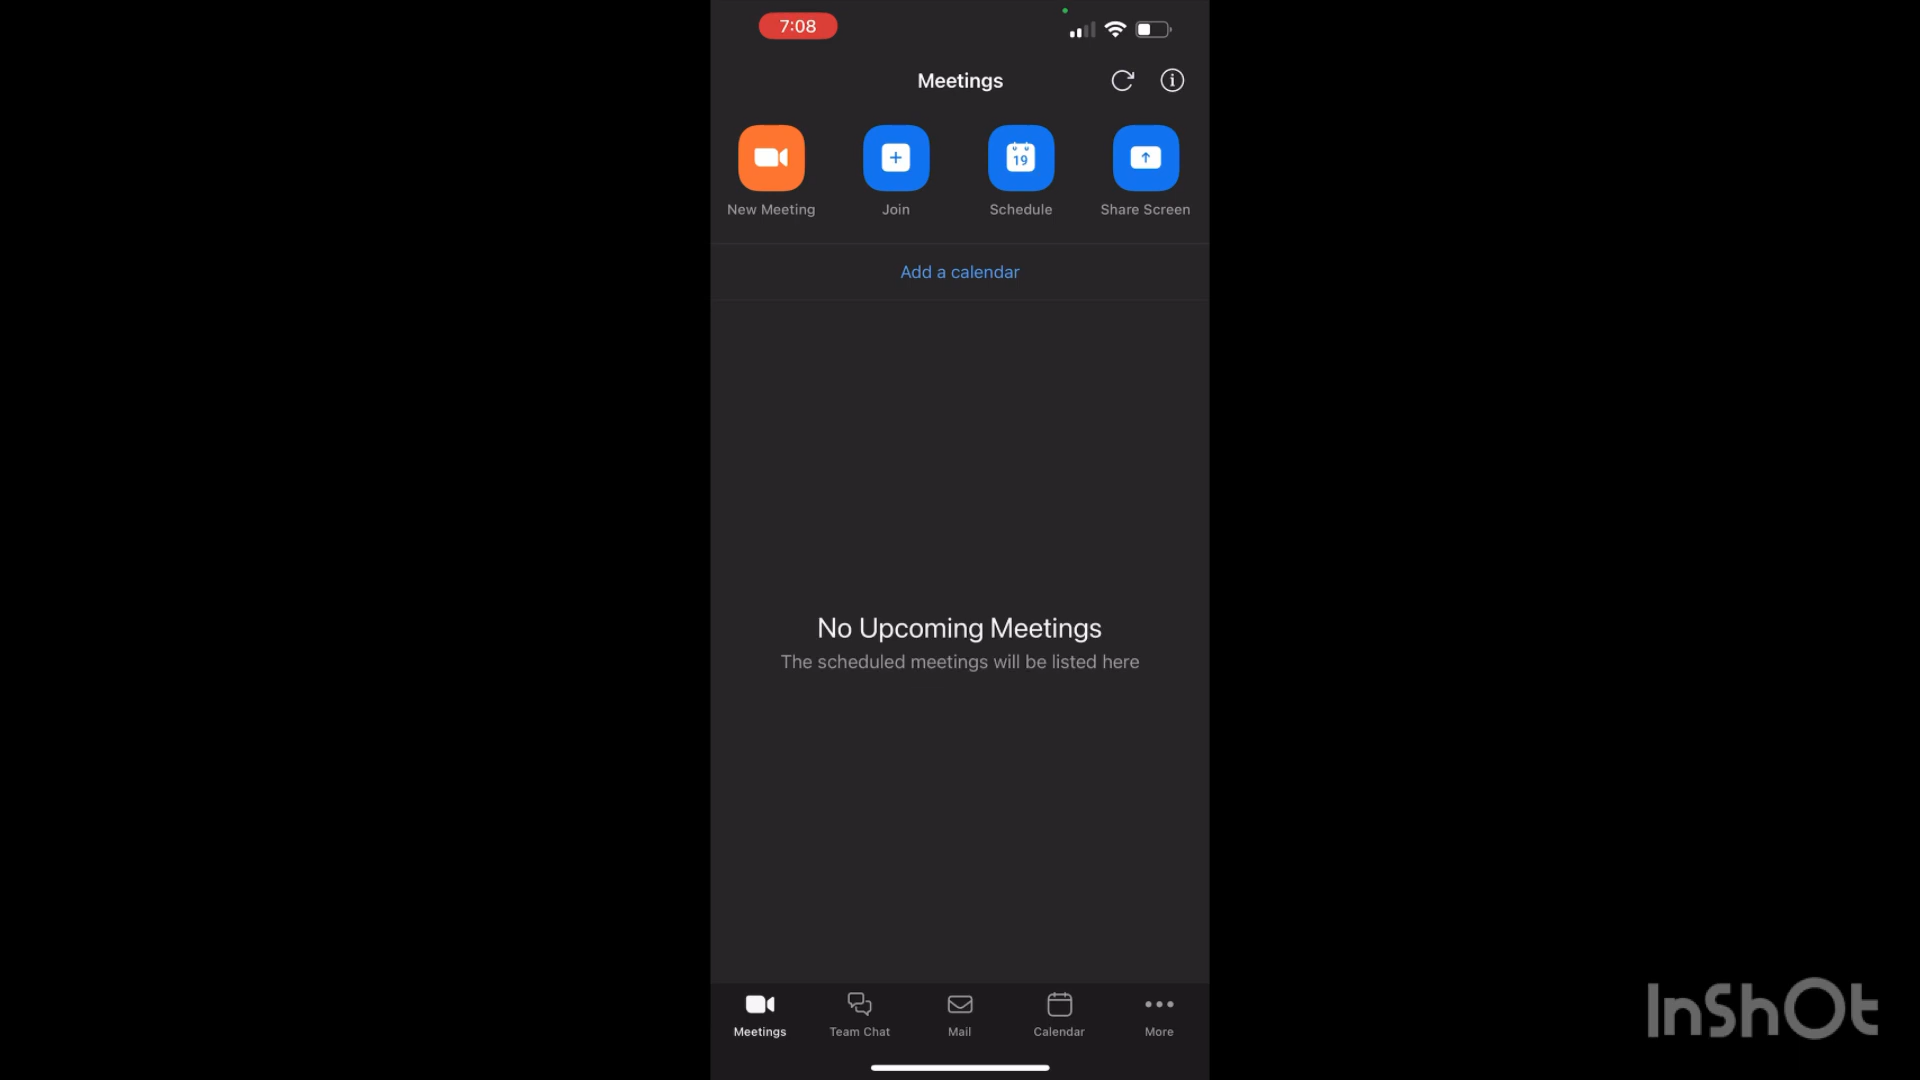 7:08
Meetings
19
New Meeting
Join
Schedule
Share Screen
Add a calendar
No Upcoming Meetings
The scheduled meetings will be listed here
Meetings
Team Chat
Mail
Calendar
More
InShOt